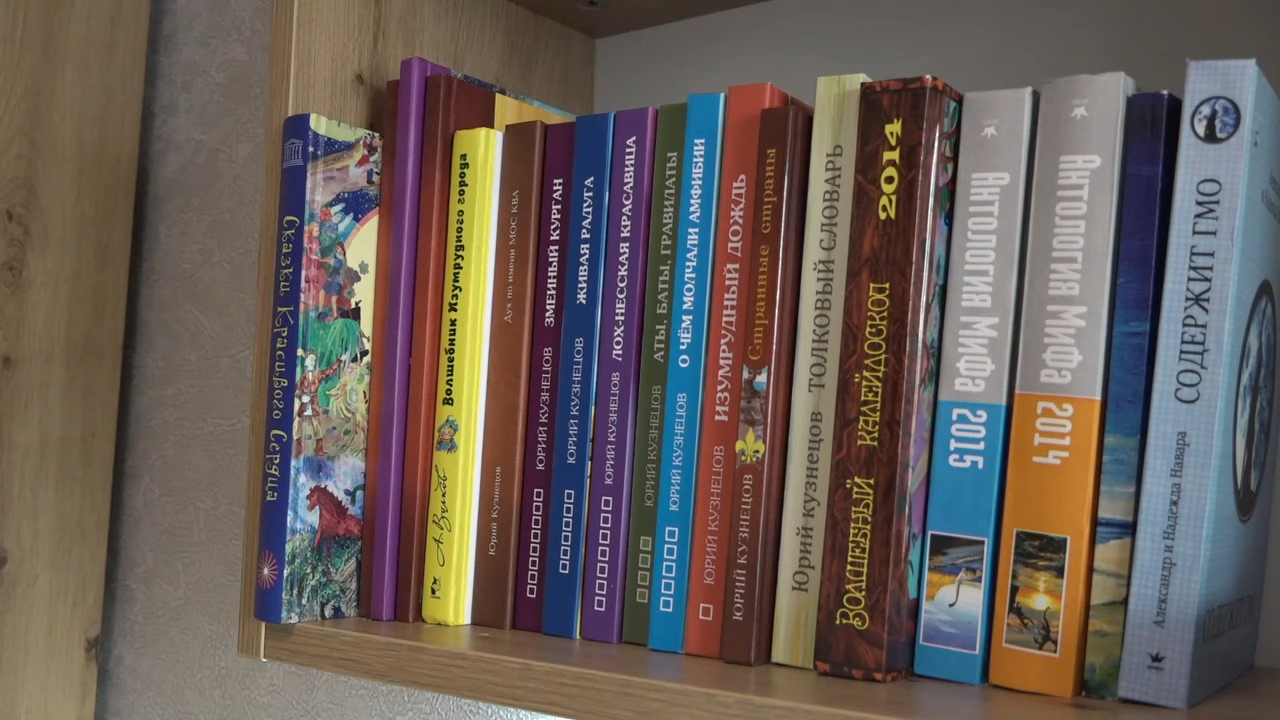 UNESCO
Сказки Красивого Сердца
А. Волков
Волшебник Изумрудного города
Юрий Кузнецов
Дух по имени МОС КВА
ЮРИЙ КУЗНЕЦОВ ЗМЕИНЫЙ КУРГАН
ЮРИЙ КУЗНЕЦОВ ЖИВАЯ РАДУГА
ЮРИЙ КУЗНЕЦОВ ЛОХ-НЕССКАЯ КРАСАВИЦА
ЮРИЙ КУЗНЕЦОВ АТЫ, БАТЫ, ГРАВИЛАТЫ
ЮРИЙ КУЗНЕЦОВ О ЧЁМ МОЛЧАЛИ АМФИБИИ
ЮРИЙ КУЗНЕЦОВ ИЗУМРУДНЫЙ ДОЖДЬ
ЮРИЙ КУЗНЕЦОВ Странные страны
Юрий кузнецов ТОЛКОВЫЙ СЛОВАРЬ
Волшебный калейдоскоп 2014
Антология Мифа 2015
Антология Мифа 2014
Александр и Надежда Навара СОДЕРЖИТ ГМО